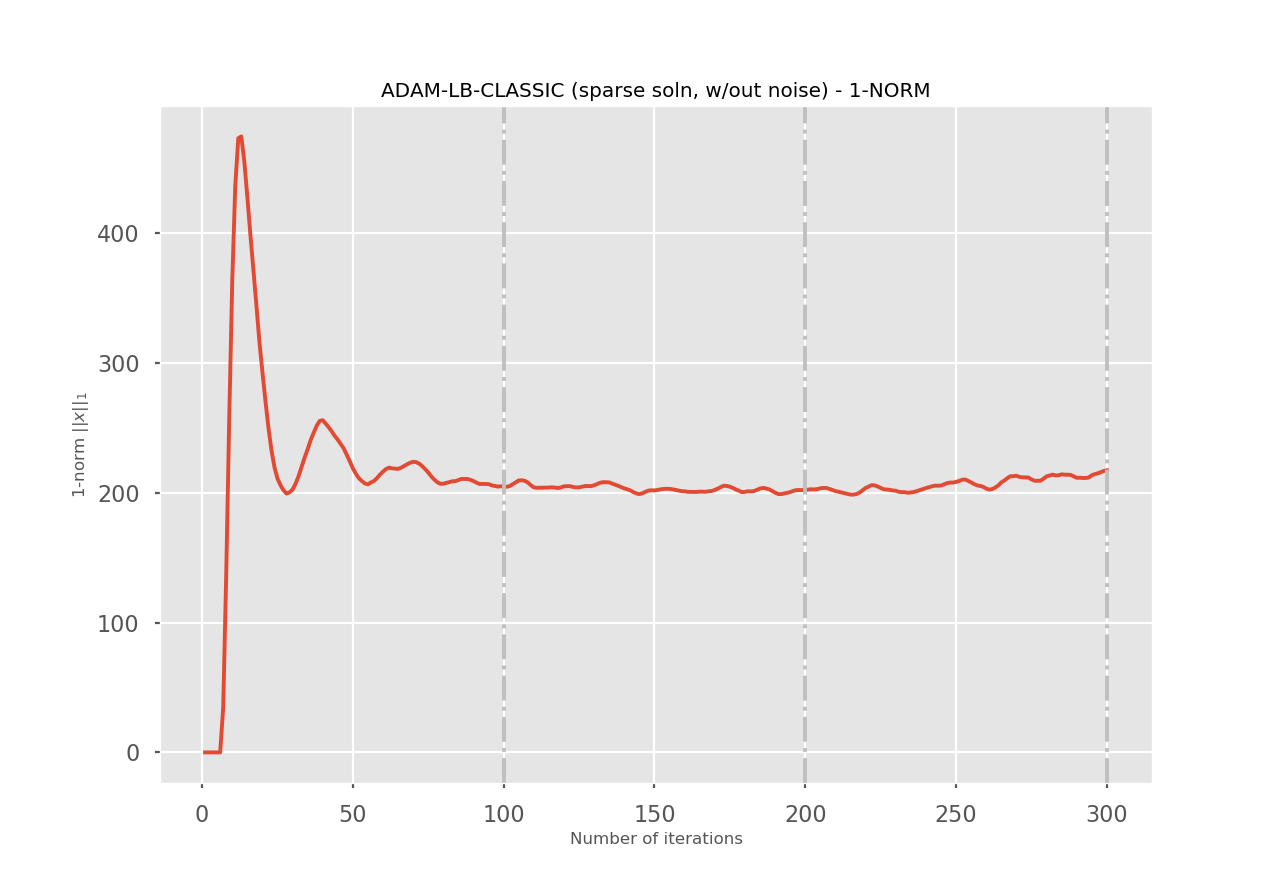 ADAM-LB-CLASSIC (sparse soln, w/out noise) - 1-NORM
400
300
200
100
0
1-norm ||x||₁
0 50 100 150 200 250 300
Number of iterations